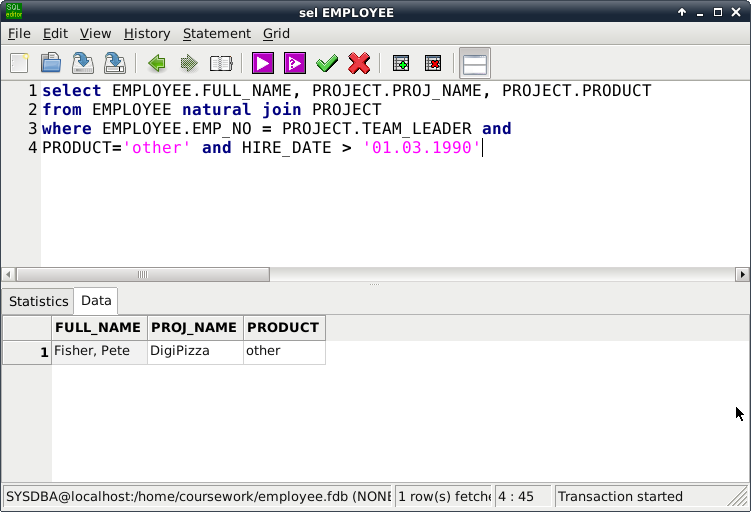 SQL
editor
sel EMPLOYEE
File Edit View History Statement Grid
1 select EMPLOYEE.FULL_NAME, PROJECT.PROJ_NAME, PROJECT.PRODUCT
2 from EMPLOYEE natural join PROJECT
3 where EMPLOYEE.EMP_NO = PROJECT.TEAM_LEADER and
4 PRODUCT='other' and HIRE_DATE > '01.03.1990'
Statistics Data
FULL_NAME PROJ_NAME PRODUCT
1 Fisher, Pete DigiPizza other
SYSDBA@localhost:/home/coursework/employee.fdb (NONE 1 row(s) fetche 4 : 45 Transaction started